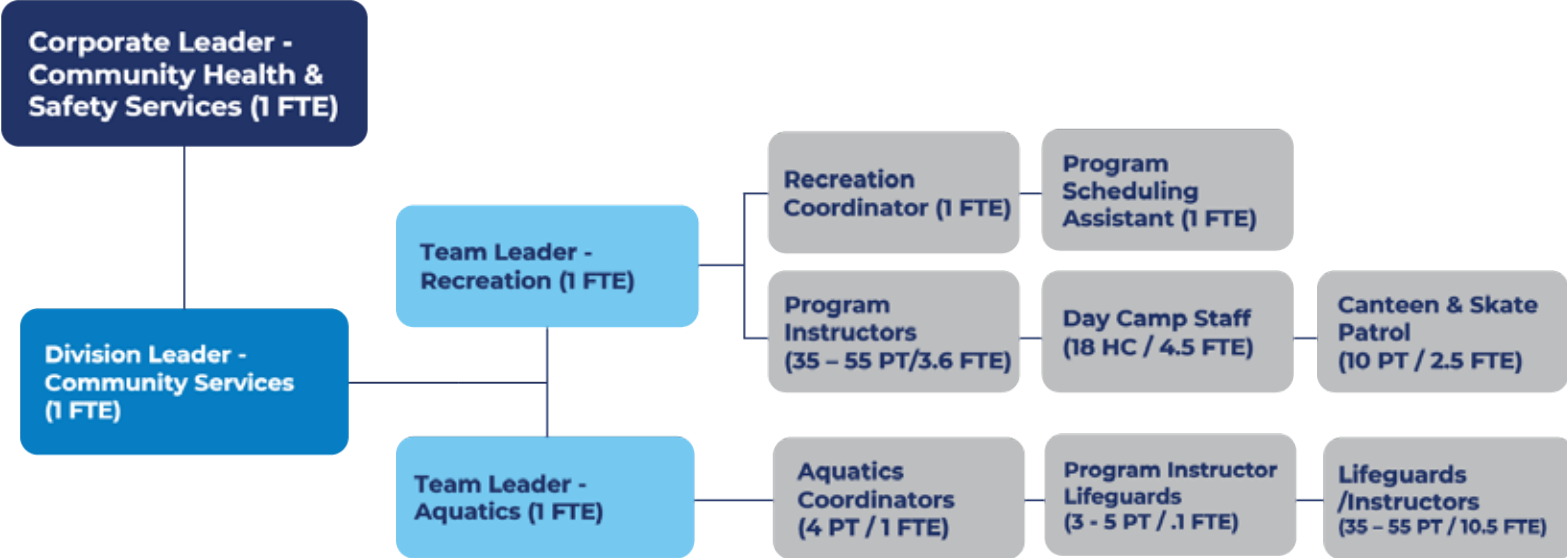 Corporate Leader -
Community Health &
Safety Services (1 FTE)
Division Leader -
Community Services
(1 FTE)
Team Leader -
Recreation (1 FTE)
Recreation
Coordinator (1 FTE)
Program
Scheduling
Assistant (1 FTE)
Program
Instructors
(35 – 55 PT/3.6 FTE)
Day Camp Staff
(18 HC / 4.5 FTE)
Canteen & Skate
Patrol
(10 PT / 2.5 FTE)
Team Leader -
Aquatics (1 FTE)
Aquatics
Coordinators
(4 PT / 1 FTE)
Program Instructor
Lifeguards
(3 - 5 PT / .1 FTE)
Lifeguards
/Instructors
(35 – 55 PT / 10.5 FTE)